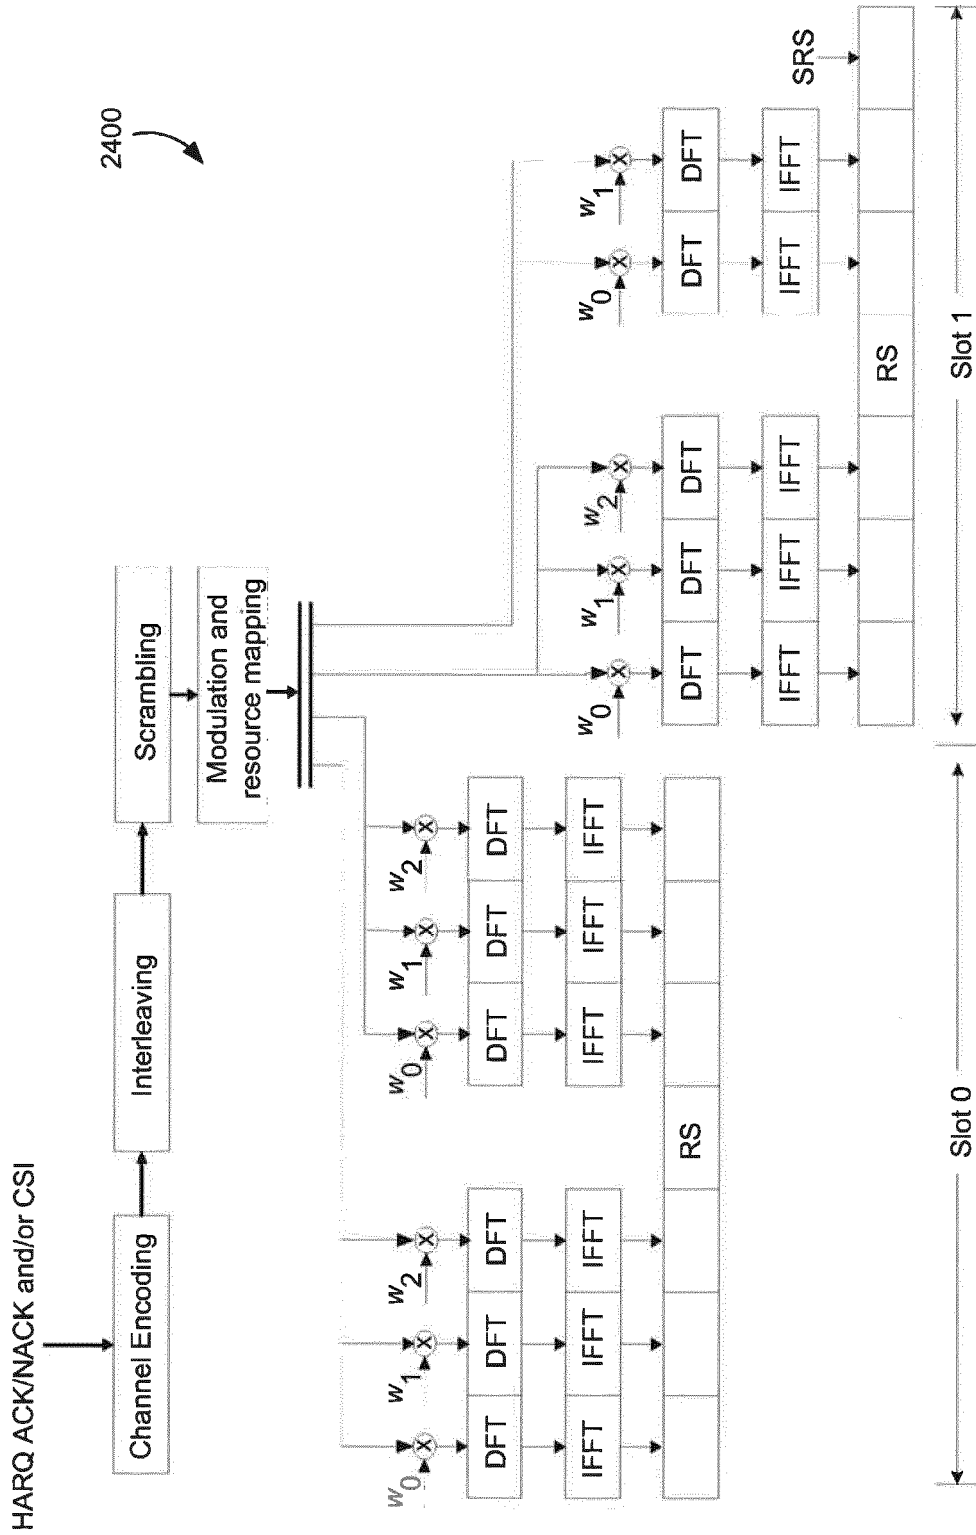 2400
HARQ ACK/NACK and/or CSI
Channel Encoding
Interleaving
Scrambling
Modulation and
resource mapping
w0
w1
w2
w0
w1
w2
DFT
DFT
DFT
DFT
DFT
DFT
IFFT
IFFT
IFFT
IFFT
IFFT
IFFT
RS
w0
w1
w2
w0
w1
DFT
DFT
DFT
DFT
DFT
IFFT
IFFT
IFFT
IFFT
IFFT
SRS
RS
Slot 0
Slot 1